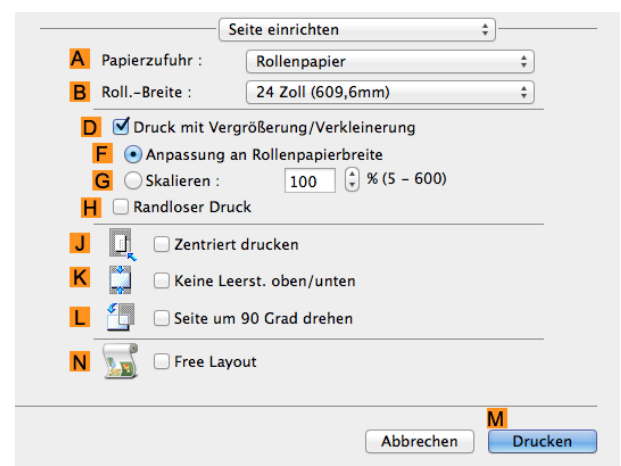 Seite einrichten
A Papierzufuhr : Rollenpapier
B Roll.-Breite : 24 Zoll (609,6mm)
D Druck mit Vergrößerung/Verkleinerung
F Anpassung an Rollenpapierbreite
G Skalieren : 100 % (5 - 600)
H Randloser Druck
J Zentriert drucken
K Keine Leerst. oben/unten
L Seite um 90 Grad drehen
N Free Layout
M
Abbrechen Drucken